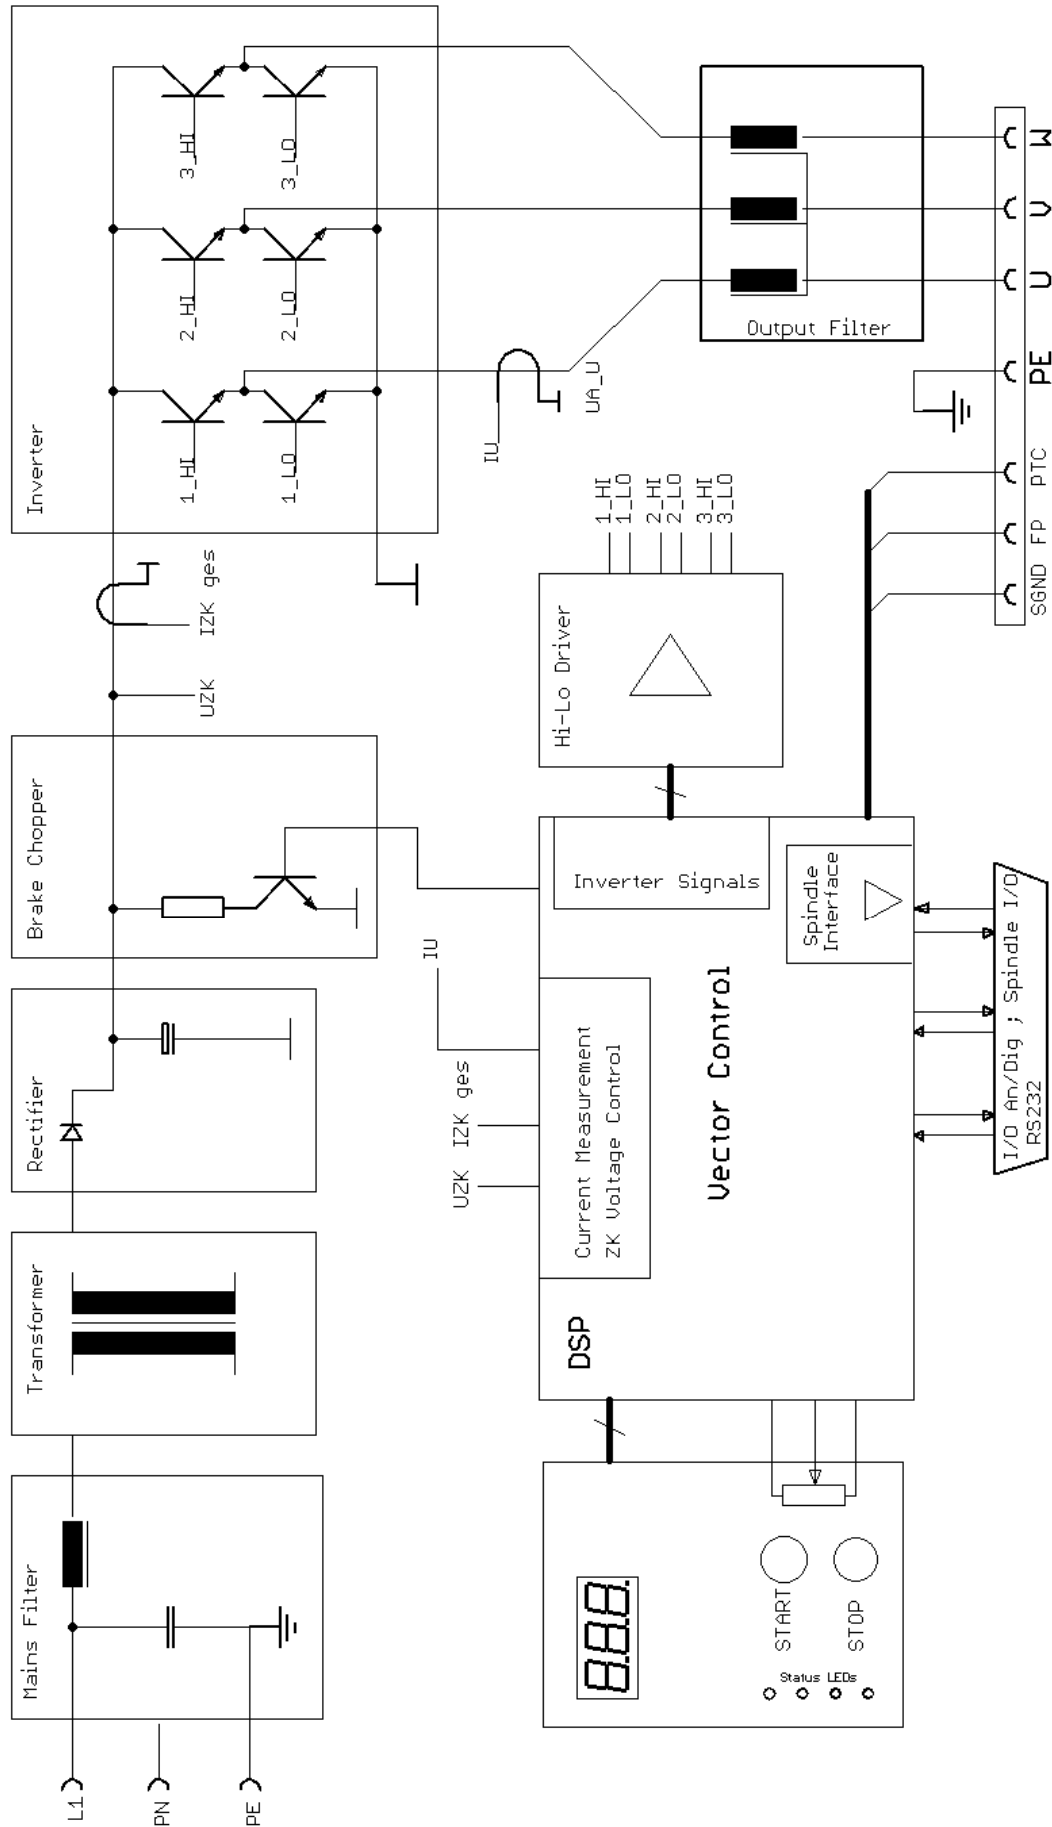 L1
PN
PE
Mains Filter
Transformer
Rectifier
Brake Chopper
UZK
IZK ges
Inverter
1_HI
1_LO
2_HI
2_LO
3_HI
3_LO
IU
UA_U
Output Filter
UZK
IZK ges
IU
Hi-Lo Driver
1_HI
1_LO
2_HI
2_LO
3_HI
3_LO
DSP
Current Measurement
ZK Voltage Control
Inverter Signals
Vector Control
Spindle
Interface
8.8.8.
START
STOP
Status LEDs
I/O An/Dig ; Spindle I/O
RS232
SGND
FP
PTC
PE
U
V
W